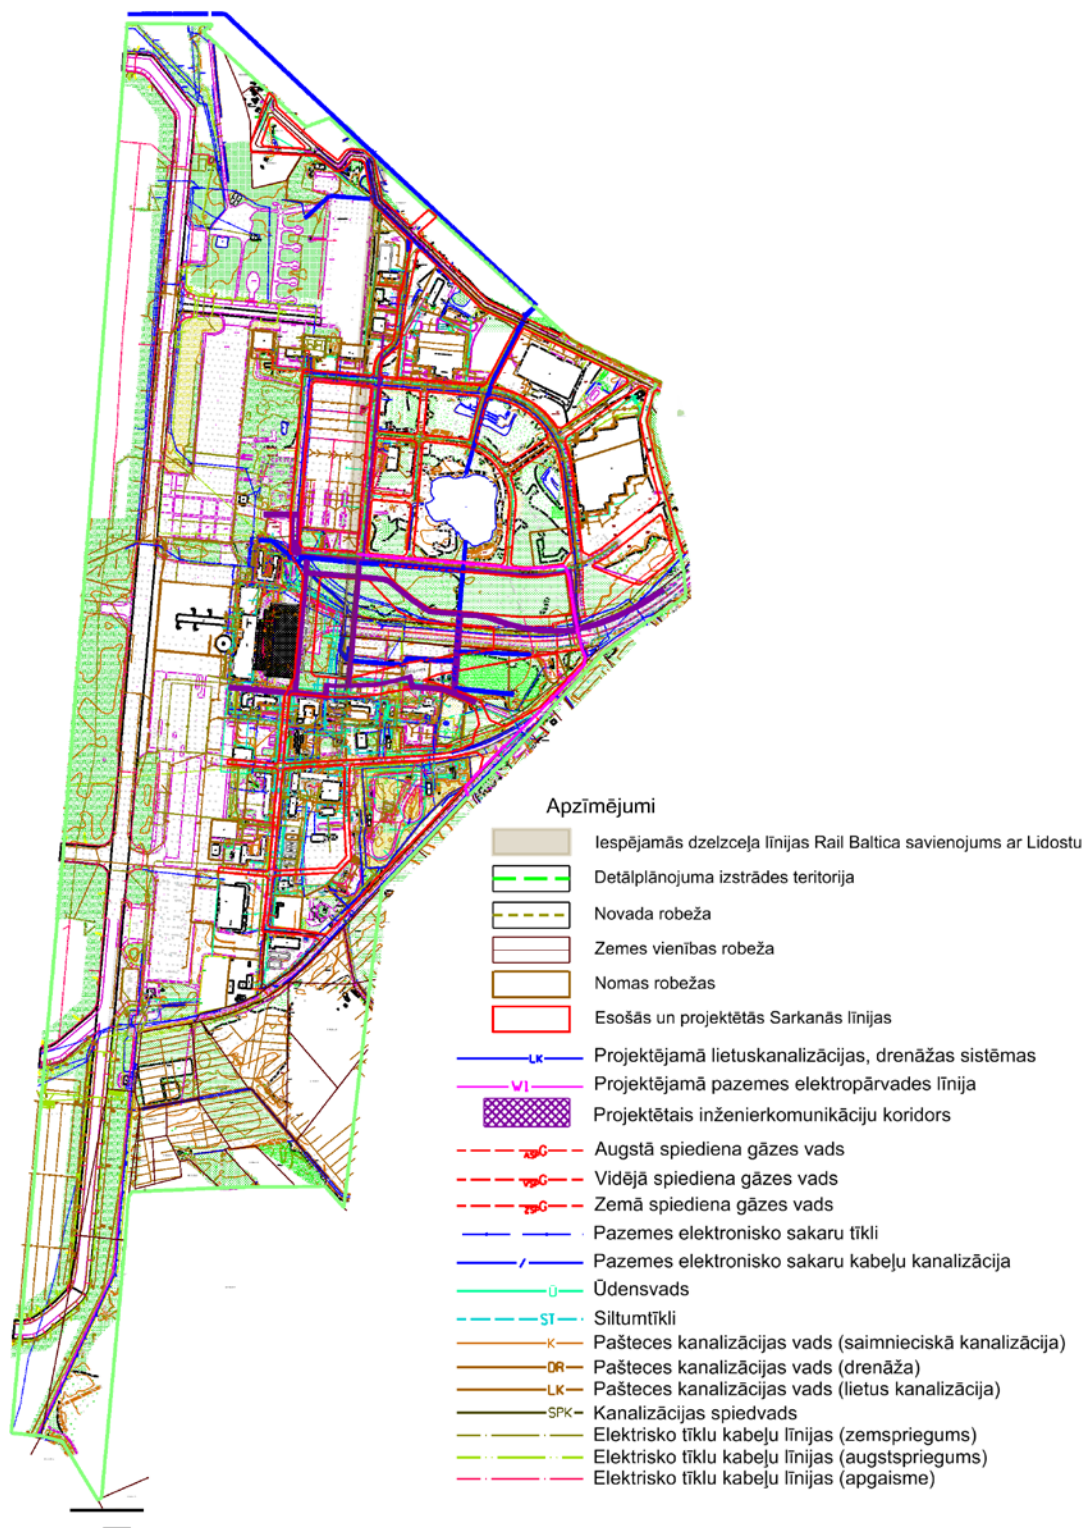 Apzīmējumi
Iespējamās dzelzceļa līnijas Rail Baltica savienojums ar Lidostu
Detālplānojuma izstrādes teritorija
Novada robeža
Zemes vienības robeža
Nomas robežas
Esošās un projektētās Sarkanās līnijas
LK Projektējamā lietuskanalizācijas, drenāžas sistēmas
W1 Projektējamā pazemes elektropārvades līnija
Projektētais inženierkomunikāciju koridors
G Augstā spiediena gāzes vads
G Vidējā spiediena gāzes vads
G Zemā spiediena gāzes vads
Pazemes elektronisko sakaru tīkli
Pazemes elektronisko sakaru kabeļu kanalizācija
Ū Ūdensvads
ST Siltumtīkli
K Pašteces kanalizācijas vads (saimnieciskā kanalizācija)
DR Pašteces kanalizācijas vads (drenāža)
LK Pašteces kanalizācijas vads (lietus kanalizācija)
SPK Kanalizācijas spiedvads
Elektrisko tīklu kabeļu līnijas (zemspriegums)
Elektrisko tīklu kabeļu līnijas (augstspriegums)
Elektrisko tīklu kabeļu līnijas (apgaisme)